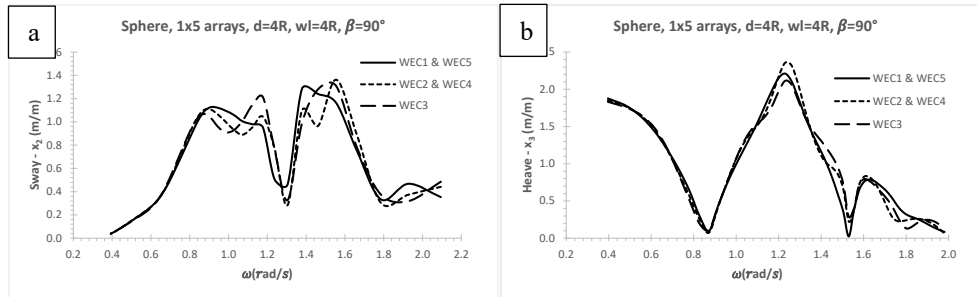 a
Sphere, 1x5 arrays, d=4R, wl=4R, β=90°
Sway - x₂ (m/m)
1.4
1.2
1.0
0.8
0.6
0.4
0.2
0.0
0.2 0.4 0.6 0.8 1.0 1.2 1.4 1.6 1.8 2.0 2.2
ω(rad/s)
WEC1 & WEC5
WEC2 & WEC4
WEC3
b
Sphere, 1x5 arrays, d=4R, wl=4R, β=90°
Heave - x₃ (m/m)
2.0
1.5
1.0
0.5
0.0
0.2 0.4 0.6 0.8 1.0 1.2 1.4 1.6 1.8 2.0
ω(rad/s)
WEC1 & WEC5
WEC2 & WEC4
WEC3